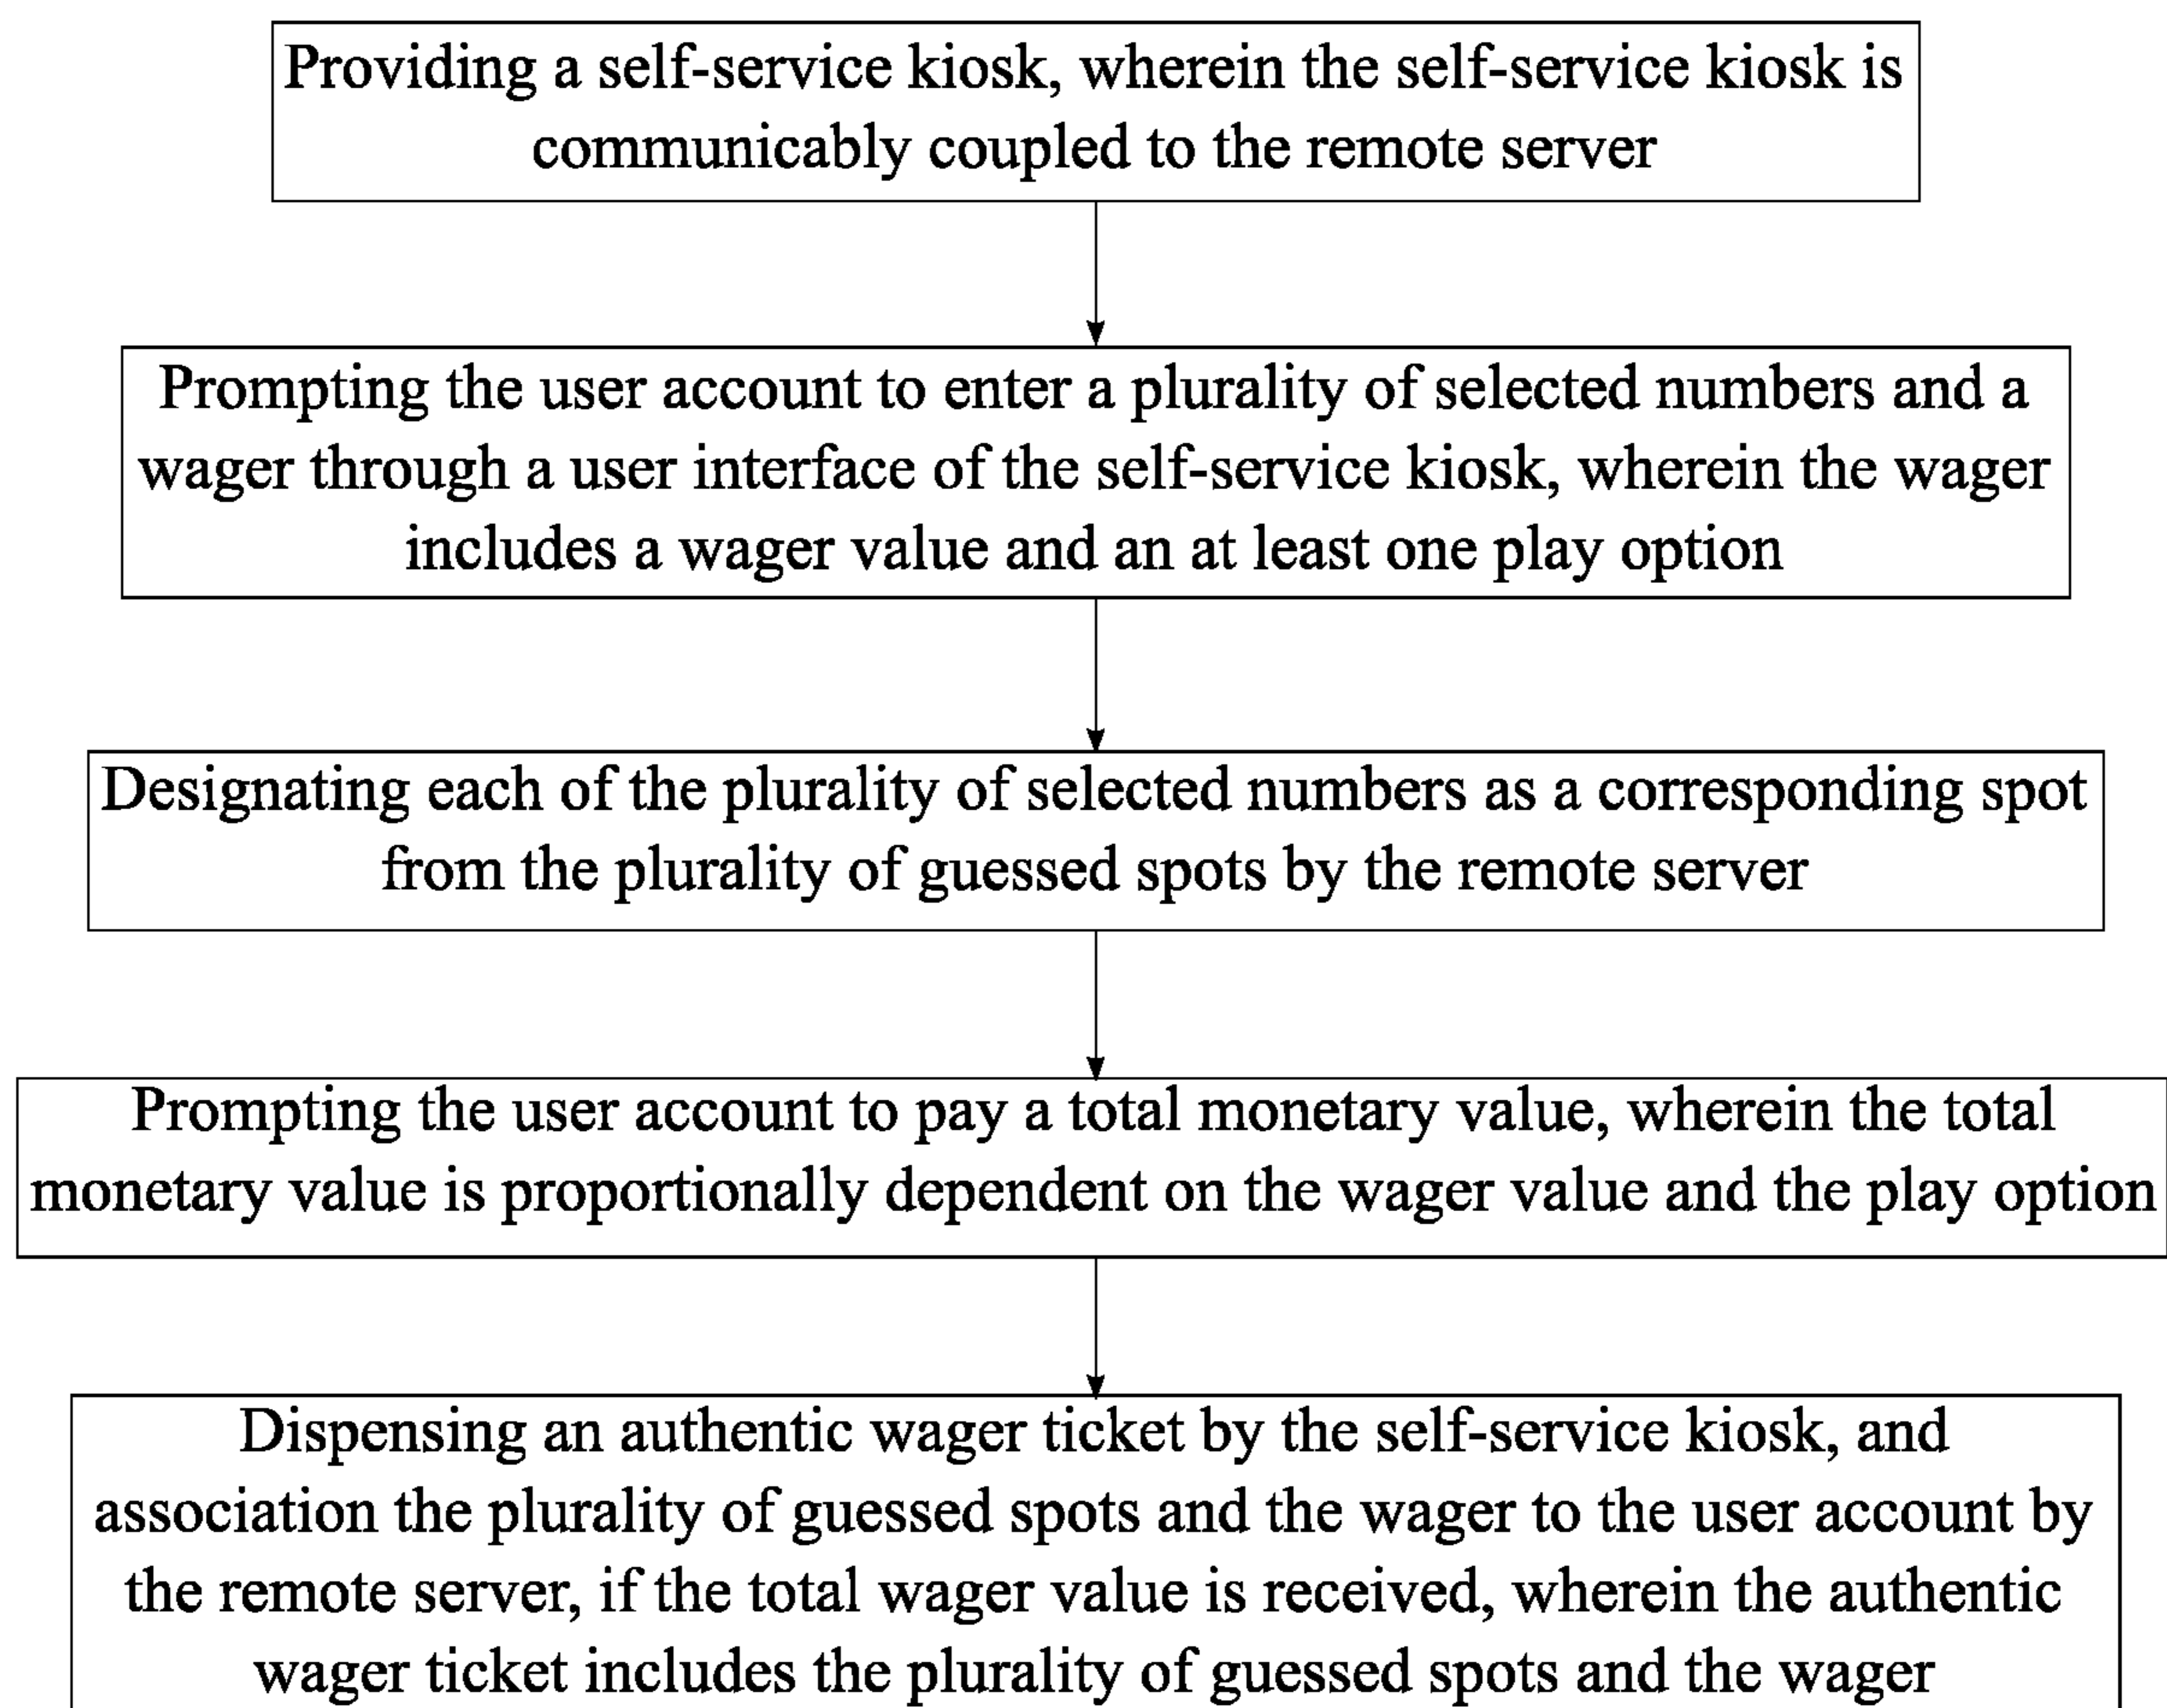 Providing a self-service kiosk, wherein the self-service kiosk is
communicably coupled to the remote server
Prompting the user account to enter a plurality of selected numbers and a
wager through a user interface of the self-service kiosk, wherein the wager
includes a wager value and an at least one play option
Designating each of the plurality of selected numbers as a corresponding spot
from the plurality of guessed spots by the remote server
Prompting the user account to pay a total monetary value, wherein the total
monetary value is proportionally dependent on the wager value and the play option
Dispensing an authentic wager ticket by the self-service kiosk, and
association the plurality of guessed spots and the wager to the user account by
the remote server, if the total wager value is received, wherein the authentic
wager ticket includes the plurality of guessed spots and the wager